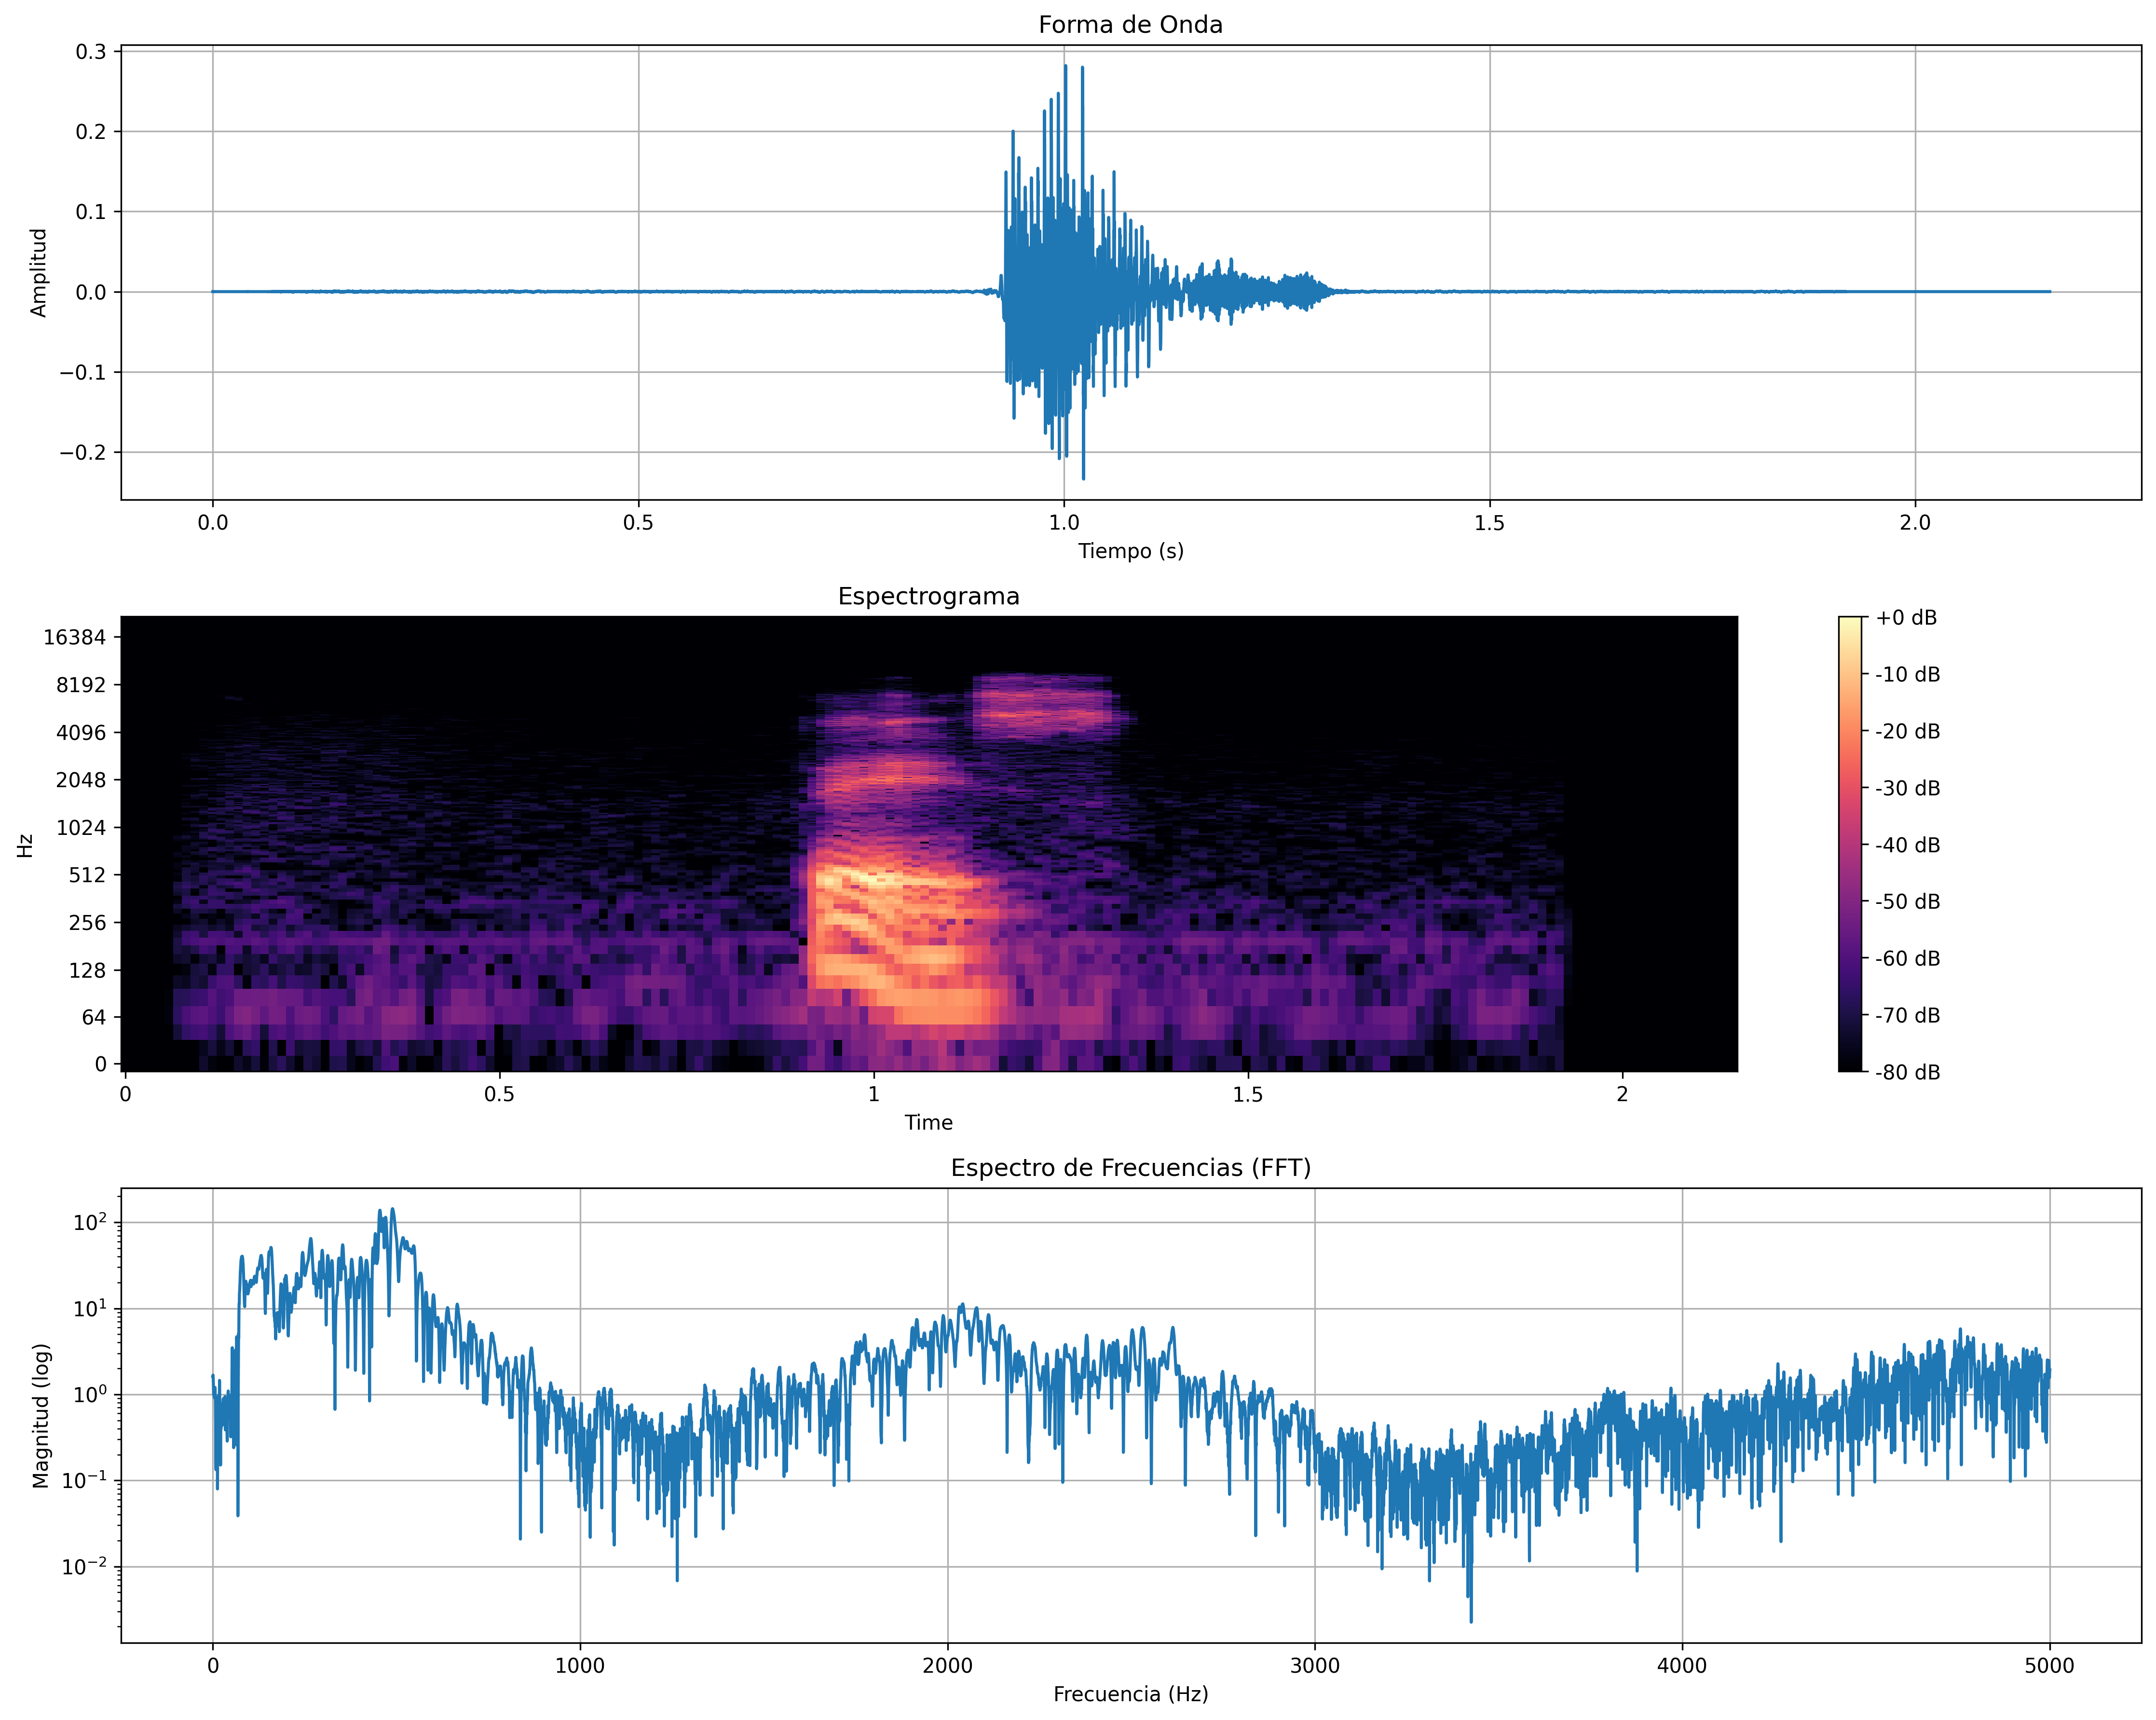 Forma de Onda
0.3
0.2
0.1
0.0
−0.1
−0.2
Amplitud
0.0 0.5 1.0 1.5 2.0
Tiempo (s)
Espectrograma
16384
8192
4096
2048
1024
512
256
128
64
0
Hz
0 0.5 1 1.5 2
Time
+0 dB
-10 dB
-20 dB
-30 dB
-40 dB
-50 dB
-60 dB
-70 dB
-80 dB
Espectro de Frecuencias (FFT)
10²
10¹
10⁰
10⁻¹
10⁻²
Magnitud (log)
0 1000 2000 3000 4000 5000
Frecuencia (Hz)